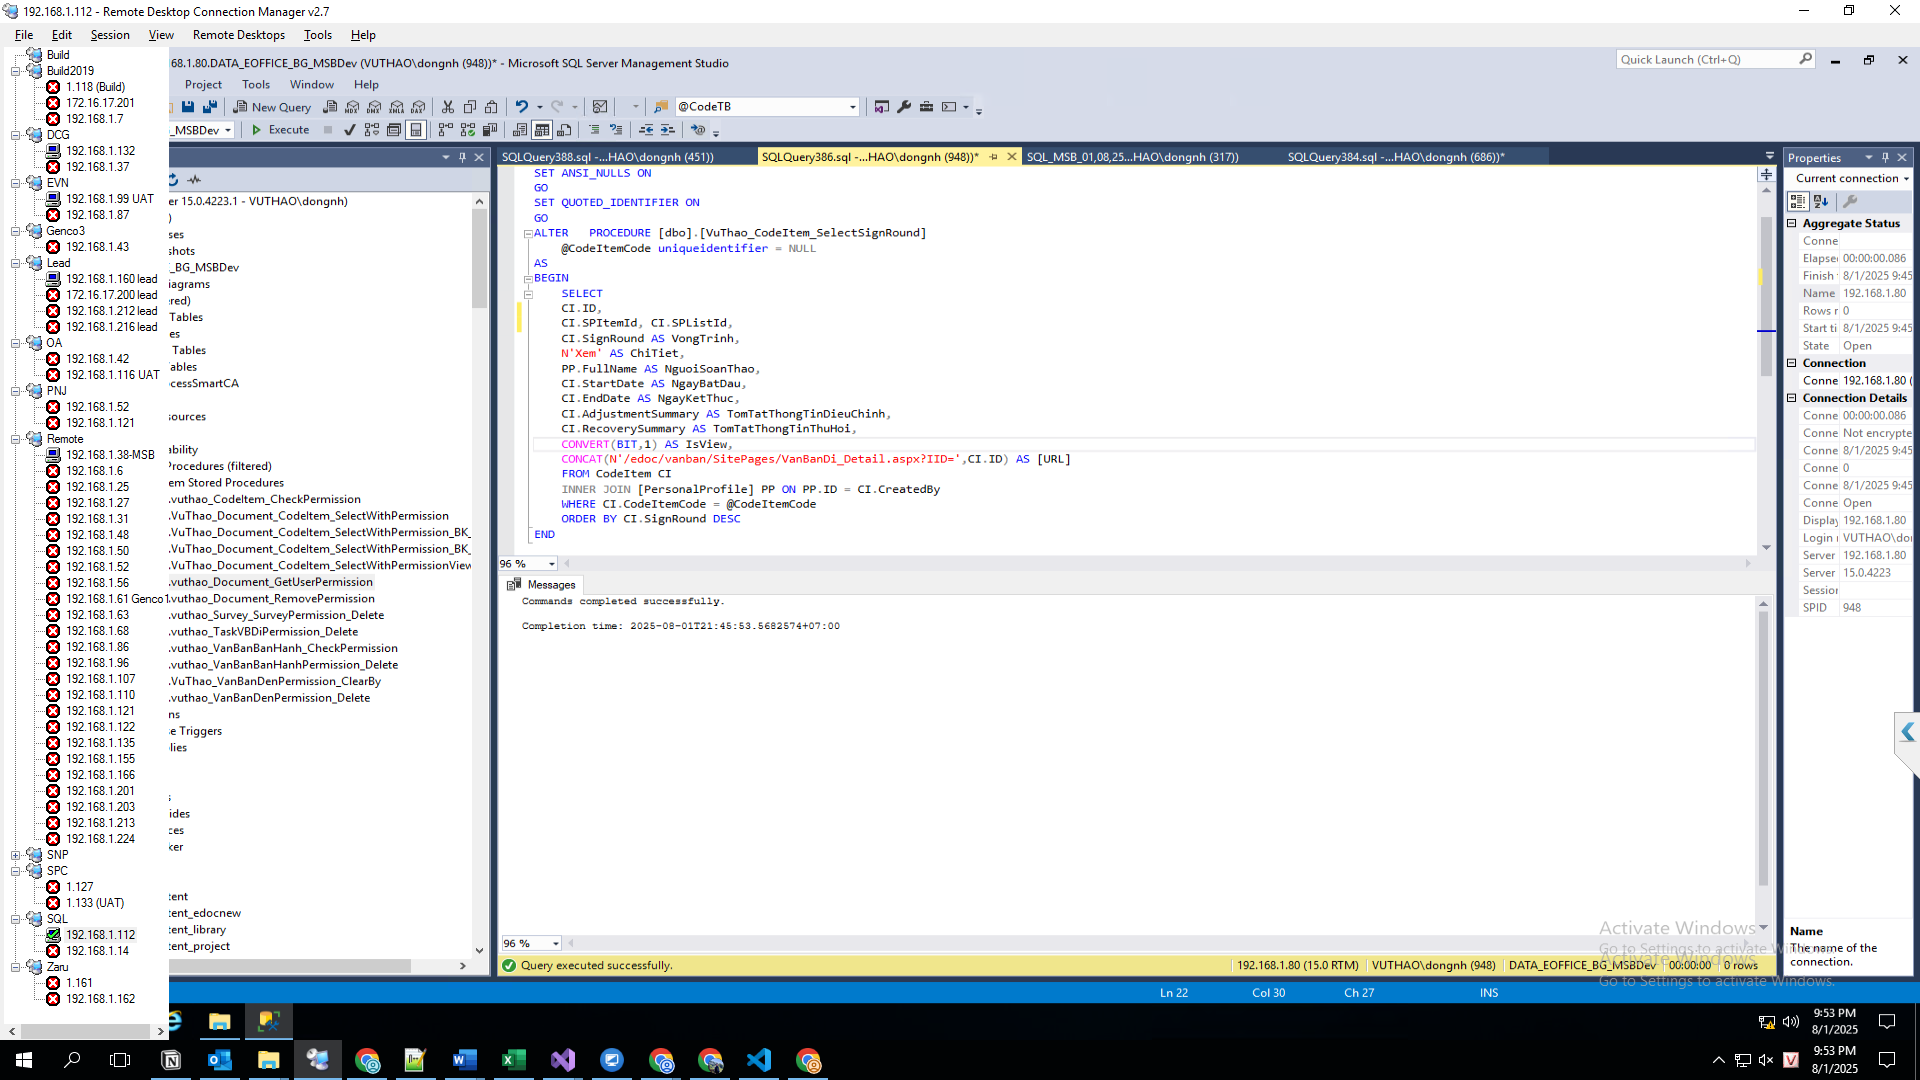 192.168.1.112 - Remote Desktop Connection Manager v2.7
File Edit Session View Remote Desktops Tools Help
Build
Build2019
1.118 (Build)
172.16.17.201
192.168.1.7
DCG
192.168.1.132
192.168.1.37
EVN
192.168.1.99 UAT
192.168.1.87
Genco3
192.168.1.43
Lead
192.168.1.160 lead
172.16.17.200 lead
192.168.1.212 lead
192.168.1.216 lead
OA
192.168.1.42
192.168.1.116 UAT
PNJ
192.168.1.52
192.168.1.121
Remote
192.168.1.38-MSB
192.168.1.6
192.168.1.25
192.168.1.27
192.168.1.31
192.168.1.48
192.168.1.50
192.168.1.52
192.168.1.56
192.168.1.61 Genco
192.168.1.63
192.168.1.68
192.168.1.86
192.168.1.96
192.168.1.107
192.168.1.110
192.168.1.121
192.168.1.122
192.168.1.135
192.168.1.155
192.168.1.166
192.168.1.201
192.168.1.203
192.168.1.213
192.168.1.224
SNP
SPC
1.127
1.133 (UAT)
SQL
192.168.1.112
192.168.1.14
Zaru
1.161
192.168.1.162
68.1.80.DATA_EOFFICE_BG_MSBDev (VUTHAO\dongnh (948))* - Microsoft SQL Server Management Studio
Quick Launch (Ctrl+Q)
Project Tools Window Help
New Query @CodeTB
_MSBDev Execute
er 15.0.4223.1 - VUTHAO\dongnh)
)
ses
shots
_BG_MSBDev
iagrams
red)
Tables
es
Tables
ables
cessSmartCA
sources
ability
Procedures (filtered)
em Stored Procedures
.vuthao_CodeItem_CheckPermission
.VuThao_Document_CodeItem_SelectWithPermission
.VuThao_Document_CodeItem_SelectWithPermission_BK_
.VuThao_Document_CodeItem_SelectWithPermission_BK_
.VuThao_Document_CodeItem_SelectWithPermissionView
.vuthao_Document_GetUserPermission
.vuthao_Document_RemovePermission
.vuthao_Survey_SurveyPermission_Delete
.vuthao_TaskVBDiPermission_Delete
.vuthao_VanBanBanHanh_CheckPermission
.vuthao_VanBanBanHanhPermission_Delete
.VuThao_VanBanDenPermission_ClearBy
.vuthao_VanBanDenPermission_Delete
ns
se Triggers
blies
s
ides
ces
ker
tent
tent_edocnew
tent_library
tent_project
SQLQuery388.sql -...HAO\dongnh (451)) SQLQuery386.sql -...HAO\dongnh (948))* SQL_MSB_01,08,25...HAO\dongnh (317)) SQLQuery384.sql -...HAO\dongnh (686))*
SET ANSI_NULLS ON
GO
SET QUOTED_IDENTIFIER ON
GO
ALTER PROCEDURE [dbo].[VuThao_CodeItem_SelectSignRound]
@CodeItemCode uniqueidentifier = NULL
AS
BEGIN
SELECT
CI.ID,
CI.SPItemId, CI.SPListId,
CI.SignRound AS VongTrinh,
N'Xem' AS ChiTiet,
PP.FullName AS NguoiSoanThao,
CI.StartDate AS NgayBatDau,
CI.EndDate AS NgayKetThuc,
CI.AdjustmentSummary AS TomTatThongTinDieuChinh,
CI.RecoverySummary AS TomTatThongTinThuHoi,
CONVERT(BIT,1) AS IsView,
CONCAT(N'/edoc/vanban/SitePages/VanBanDi_Detail.aspx?IID=',CI.ID) AS [URL]
FROM CodeItem CI
INNER JOIN [PersonalProfile] PP ON PP.ID = CI.CreatedBy
WHERE CI.CodeItemCode = @CodeItemCode
ORDER BY CI.SignRound DESC
END
96 %
Messages
Commands completed successfully.
Completion time: 2025-08-01T21:45:53.5682574+07:00
96 %
Query executed successfully. 192.168.1.80 (15.0 RTM) VUTHAO\dongnh (948) DATA_EOFFICE_BG_MSBDev 00:00:00 0 rows
Ln 22 Col 30 Ch 27 INS
Properties
Current connection
Aggregate Status
Conne
Elapse 00:00:00.086
Finish 8/1/2025 9:45
Name 192.168.1.80
Rows r 0
Start ti 8/1/2025 9:45
State Open
Connection
Conne 192.168.1.80 (
Connection Details
Conne 00:00:00.086
Conne Not encrypte
Conne 8/1/2025 9:45
Conne 0
Conne 8/1/2025 9:45
Conne Open
Display 192.168.1.80
Login r VUTHAO\do
Server 192.168.1.80
Server 15.0.4223
Session
SPID 948
Name
The name of the
connection.
Activate Windows
Go to Settings to activate Windows.
Activate Windows
Go to Settings to activate Windows.
9:53 PM
8/1/2025
9:53 PM
8/1/2025